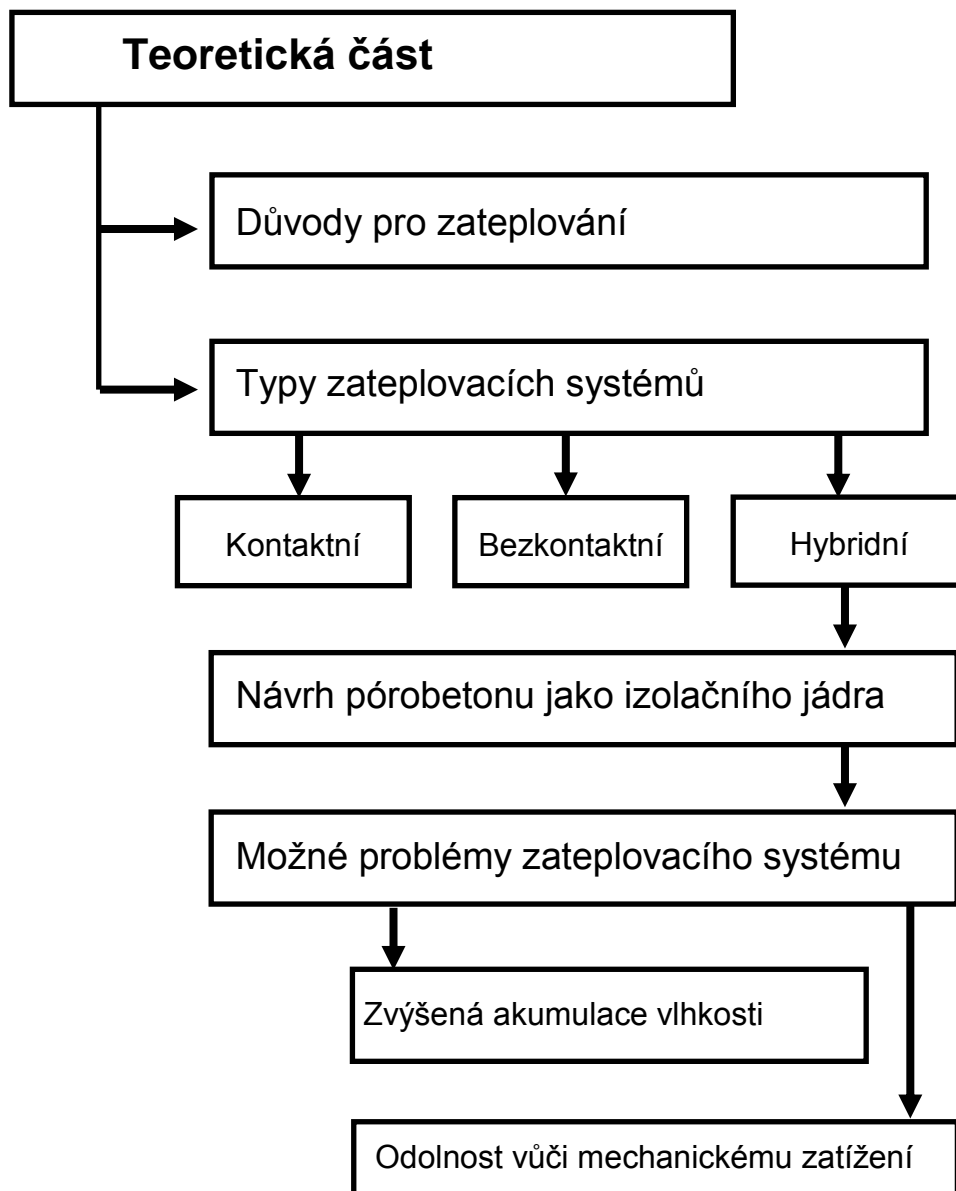 Teoretická část
Důvody pro zateplování
Typy zateplovacích systémů
Kontaktní
Bezkontaktní
Hybridní
Návrh pórobetonu jako izolačního jádra
Možné problémy zateplovacího systému
Zvýšená akumulace vlhkosti
Odolnost vůči mechanickému zatížení